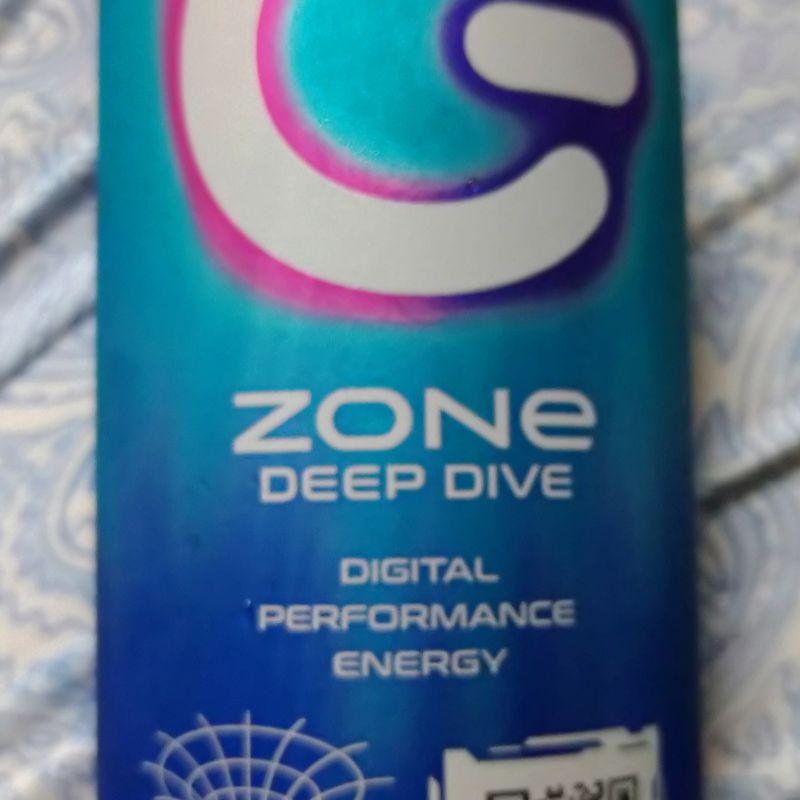 ZONe
DEEP DIVE
DIGITAL
PERFORMANCE
ENERGY